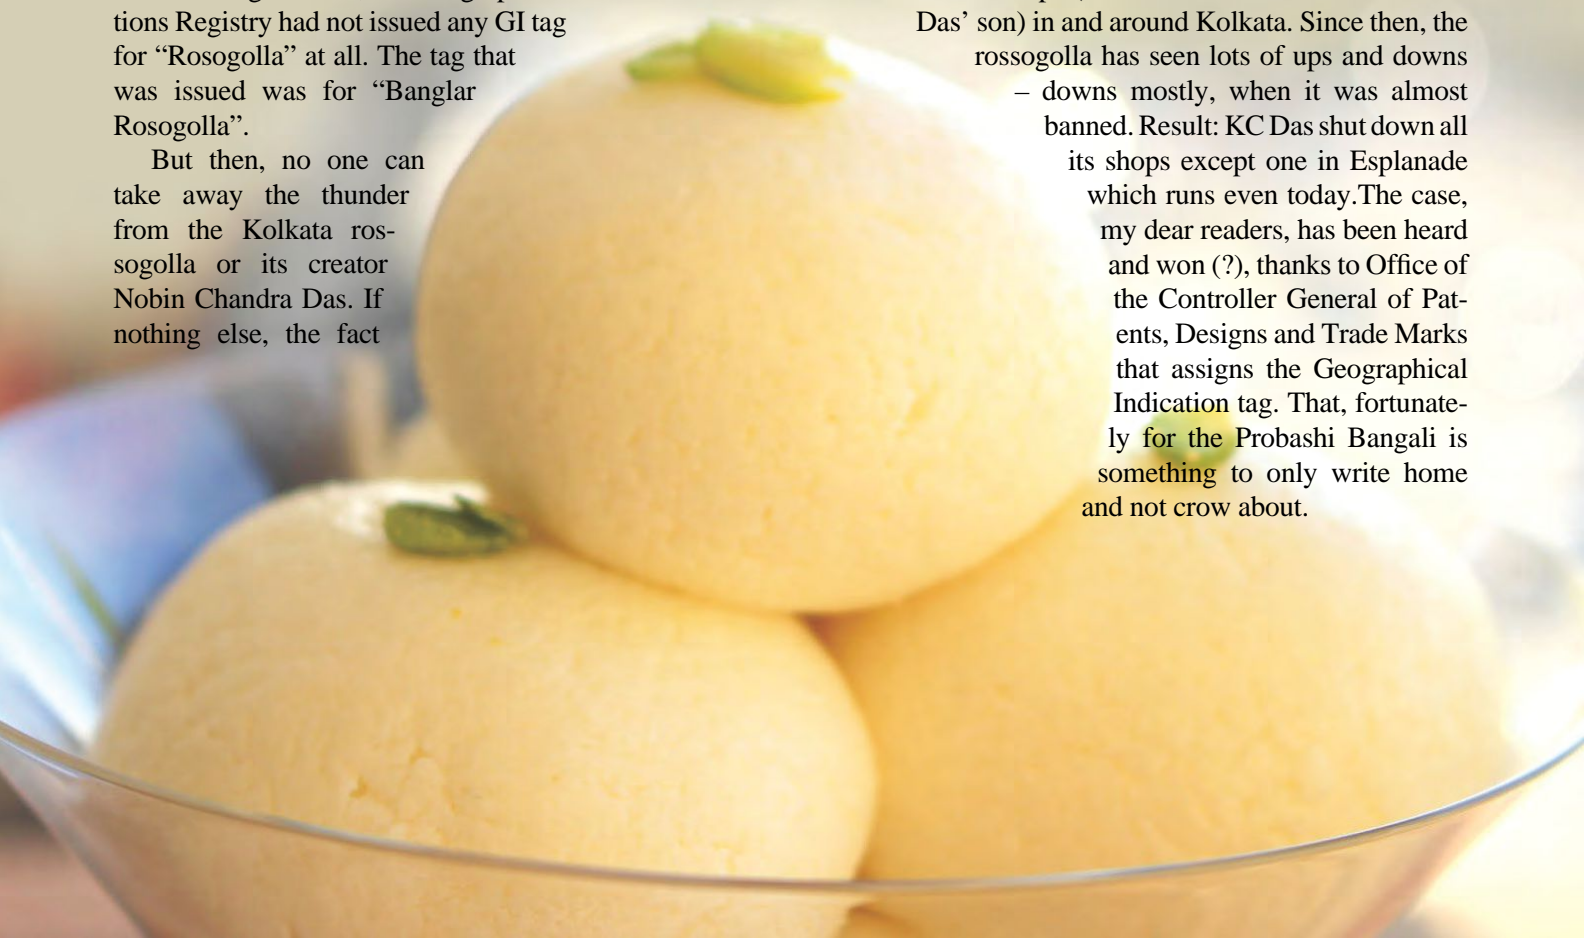 tions Registry had not issued any GI tag
for “Rosogolla” at all. The tag that
was issued was for “Banglar
Rosogolla”.
But then, no one can
take away the thunder
from the Kolkata ros-
sogolla or its creator
Nobin Chandra Das. If
nothing else, the fact
Das’ son) in and around Kolkata. Since then, the
rossogolla has seen lots of ups and downs
– downs mostly, when it was almost
banned. Result: KC Das shut down all
its shops except one in Esplanade
which runs even today.The case,
my dear readers, has been heard
and won (?), thanks to Office of
the Controller General of Pat-
ents, Designs and Trade Marks
that assigns the Geographical
Indication tag. That, fortunate-
ly for the Probashi Bangali is
something to only write home
and not crow about.